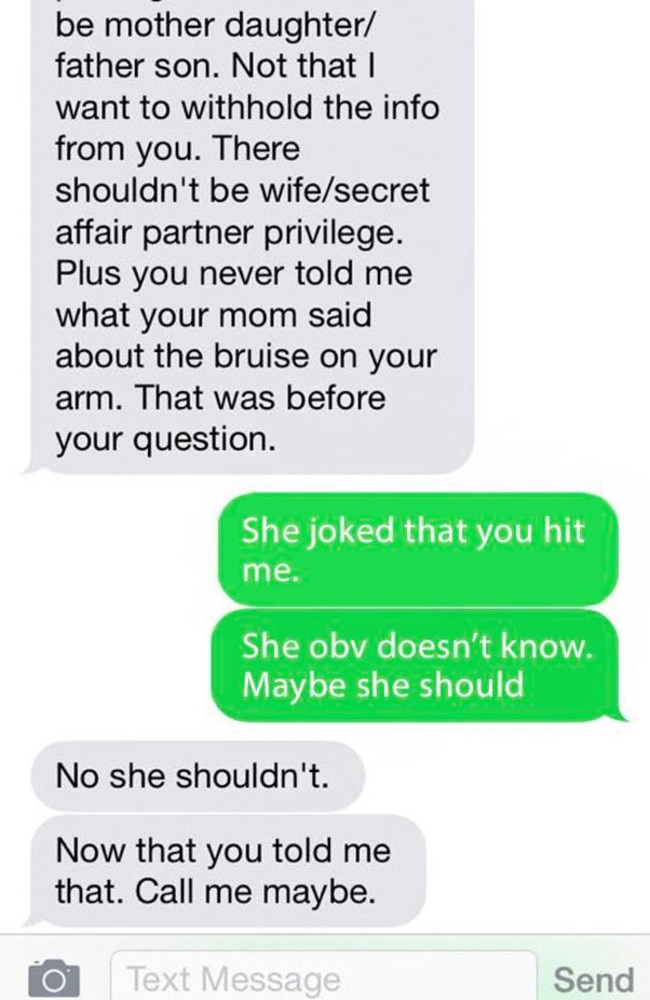 be mother daughter/
father son. Not that I
want to withhold the info
from you. There
shouldn't be wife/secret
affair partner privilege.
Plus you never told me
what your mom said
about the bruise on your
arm. That was before
your question.
She joked that you hit
me.
She obv doesn't know.
Maybe she should
No she shouldn't.
Now that you told me
that. Call me maybe.
Text Message
Send